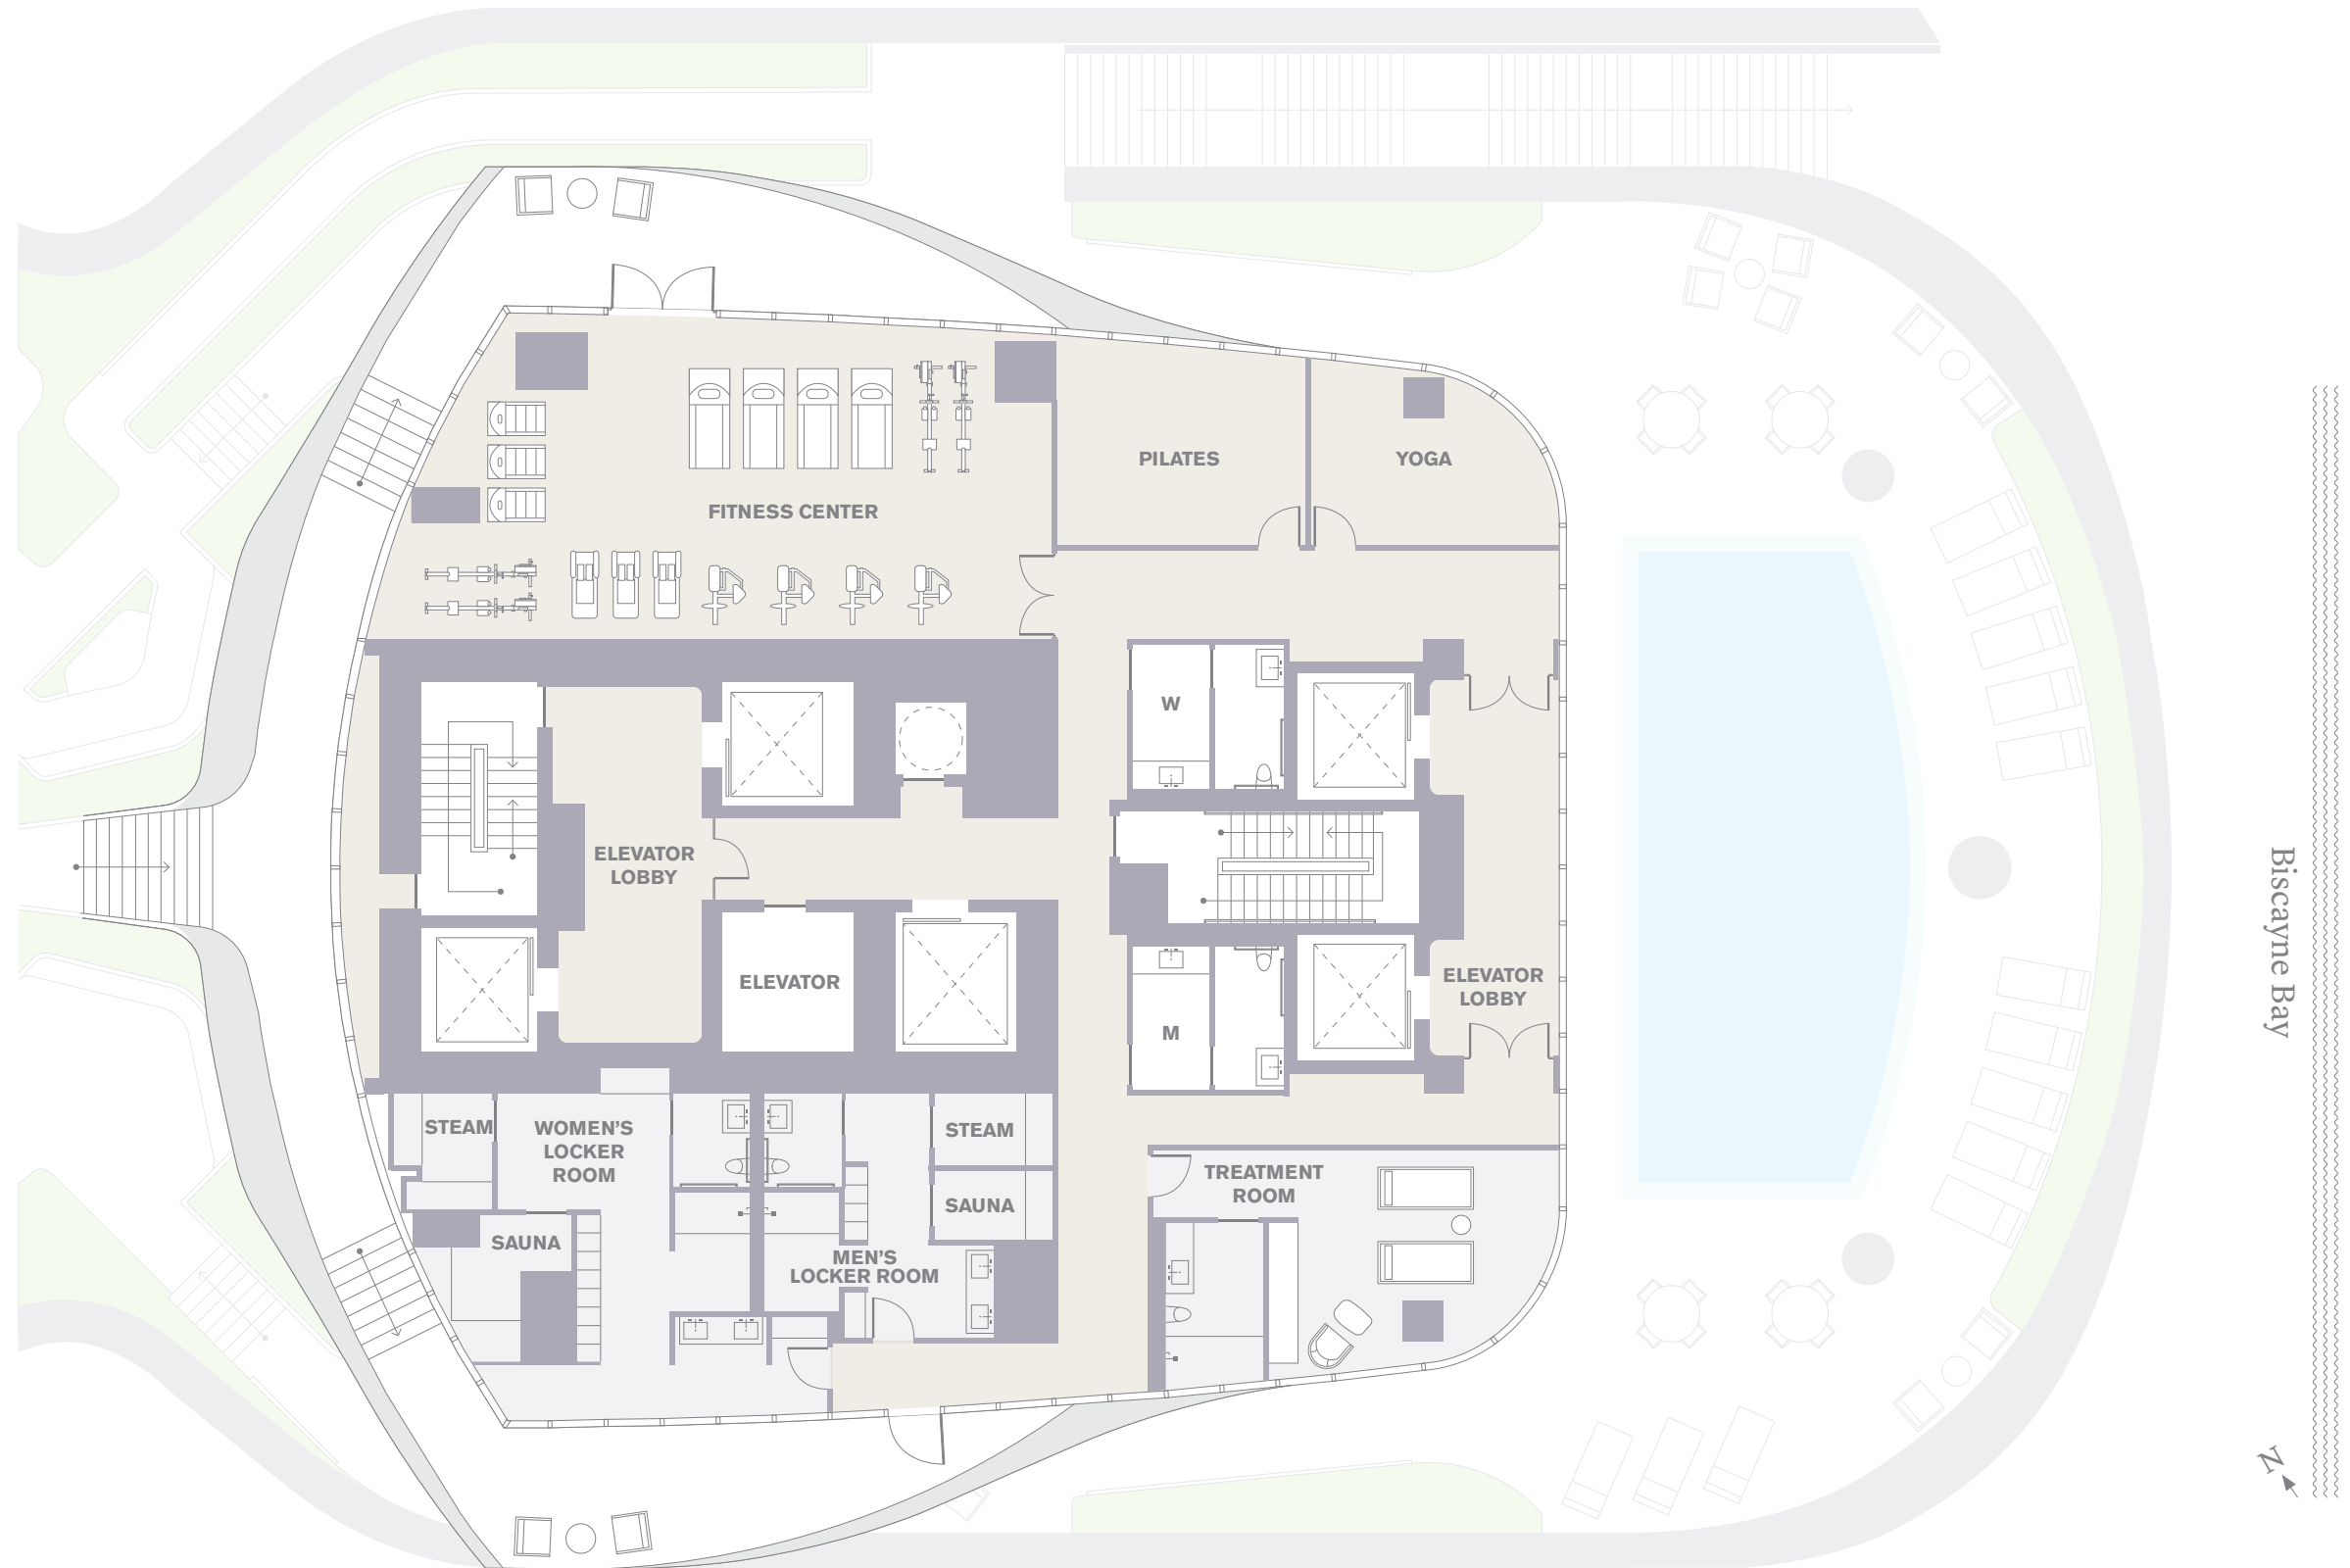 PILATES
YOGA
FITNESS CENTER
W
ELEVATOR
LOBBY
ELEVATOR
M
ELEVATOR
LOBBY
Biscayne Bay
STEAM
WOMEN'S
LOCKER
ROOM
STEAM
SAUNA
SAUNA
MEN'S
LOCKER ROOM
TREATMENT
ROOM
N